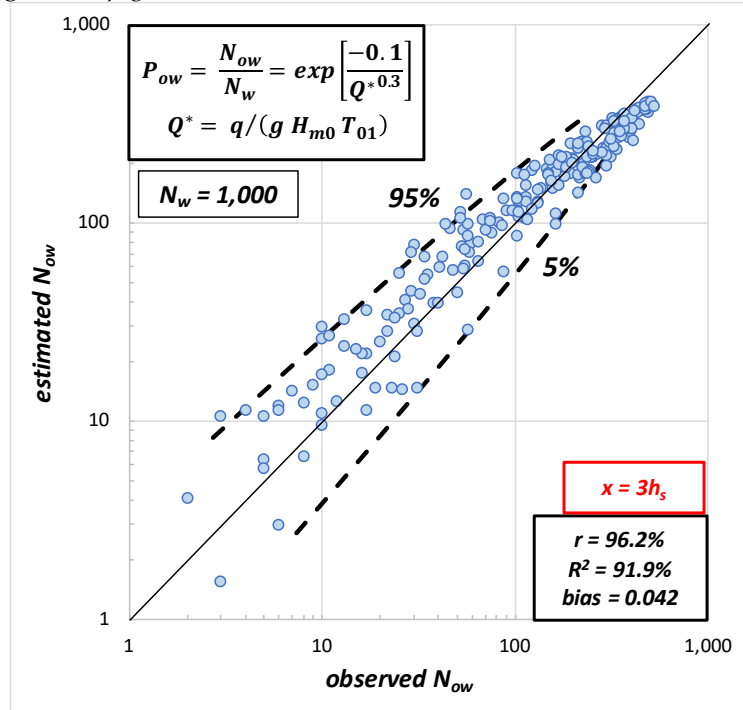 1,000
P_ow = N_ow / N_w = exp [ -0.1 / Q*^0.3 ]
Q* = q/(g H_m0 T_01)
N_w = 1,000
95%
100
5%
estimated N_ow
10
x = 3h_s
r = 96.2%
R² = 91.9%
bias = 0.042
1
1 10 100 1,000
observed N_ow